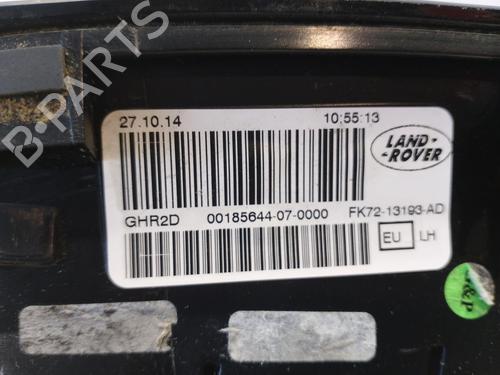 B-PARTS
27.10.14 10:55:13
LAND-
ROVER
GHR2D 00185644-07-0000 FK72-13193-AD
EU LH